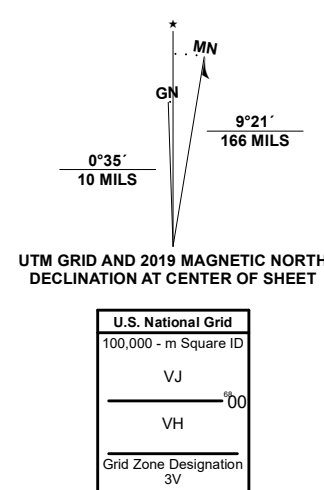 ★
MN
GN
9°21´
166 MILS
0°35´
10 MILS
UTM GRID AND 2019 MAGNETIC NORTH
DECLINATION AT CENTER OF SHEET
U.S. National Grid
100,000 - m Square ID
VJ
6800
VH
Grid Zone Designation
3V